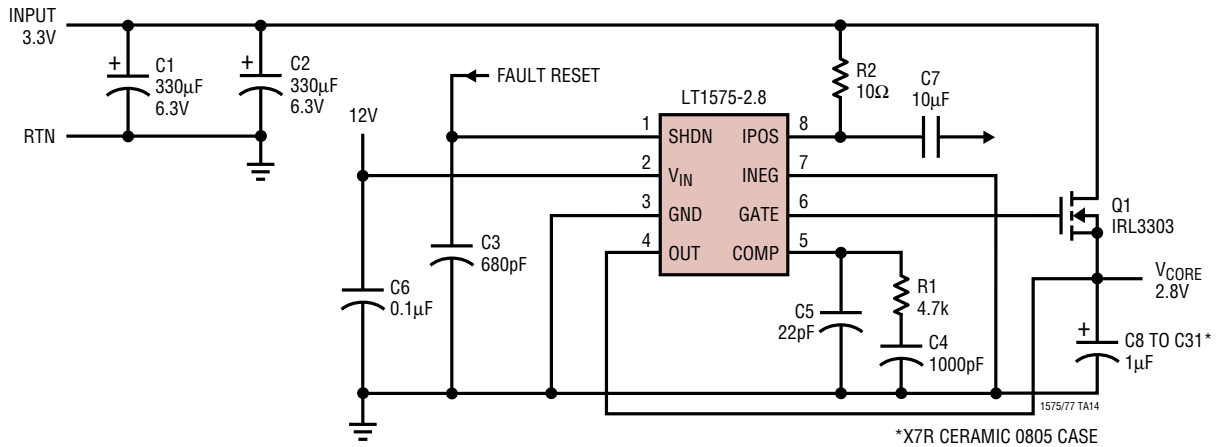 INPUT
3.3V
C1
330µF
6.3V
C2
330µF
6.3V
RTN
12V
FAULT RESET
R2
10Ω
C7
10µF
LT1575-2.8
1
SHDN
IPOS
8
2
VIN
INEG
7
3
GND
GATE
6
4
OUT
COMP
5
Q1
IRL3303
C3
680pF
C6
0.1µF
C5
22pF
R1
4.7k
C4
1000pF
VCORE
2.8V
C8 TO C31*
1µF
1575/77 TA14
*X7R CERAMIC 0805 CASE
+
+
+